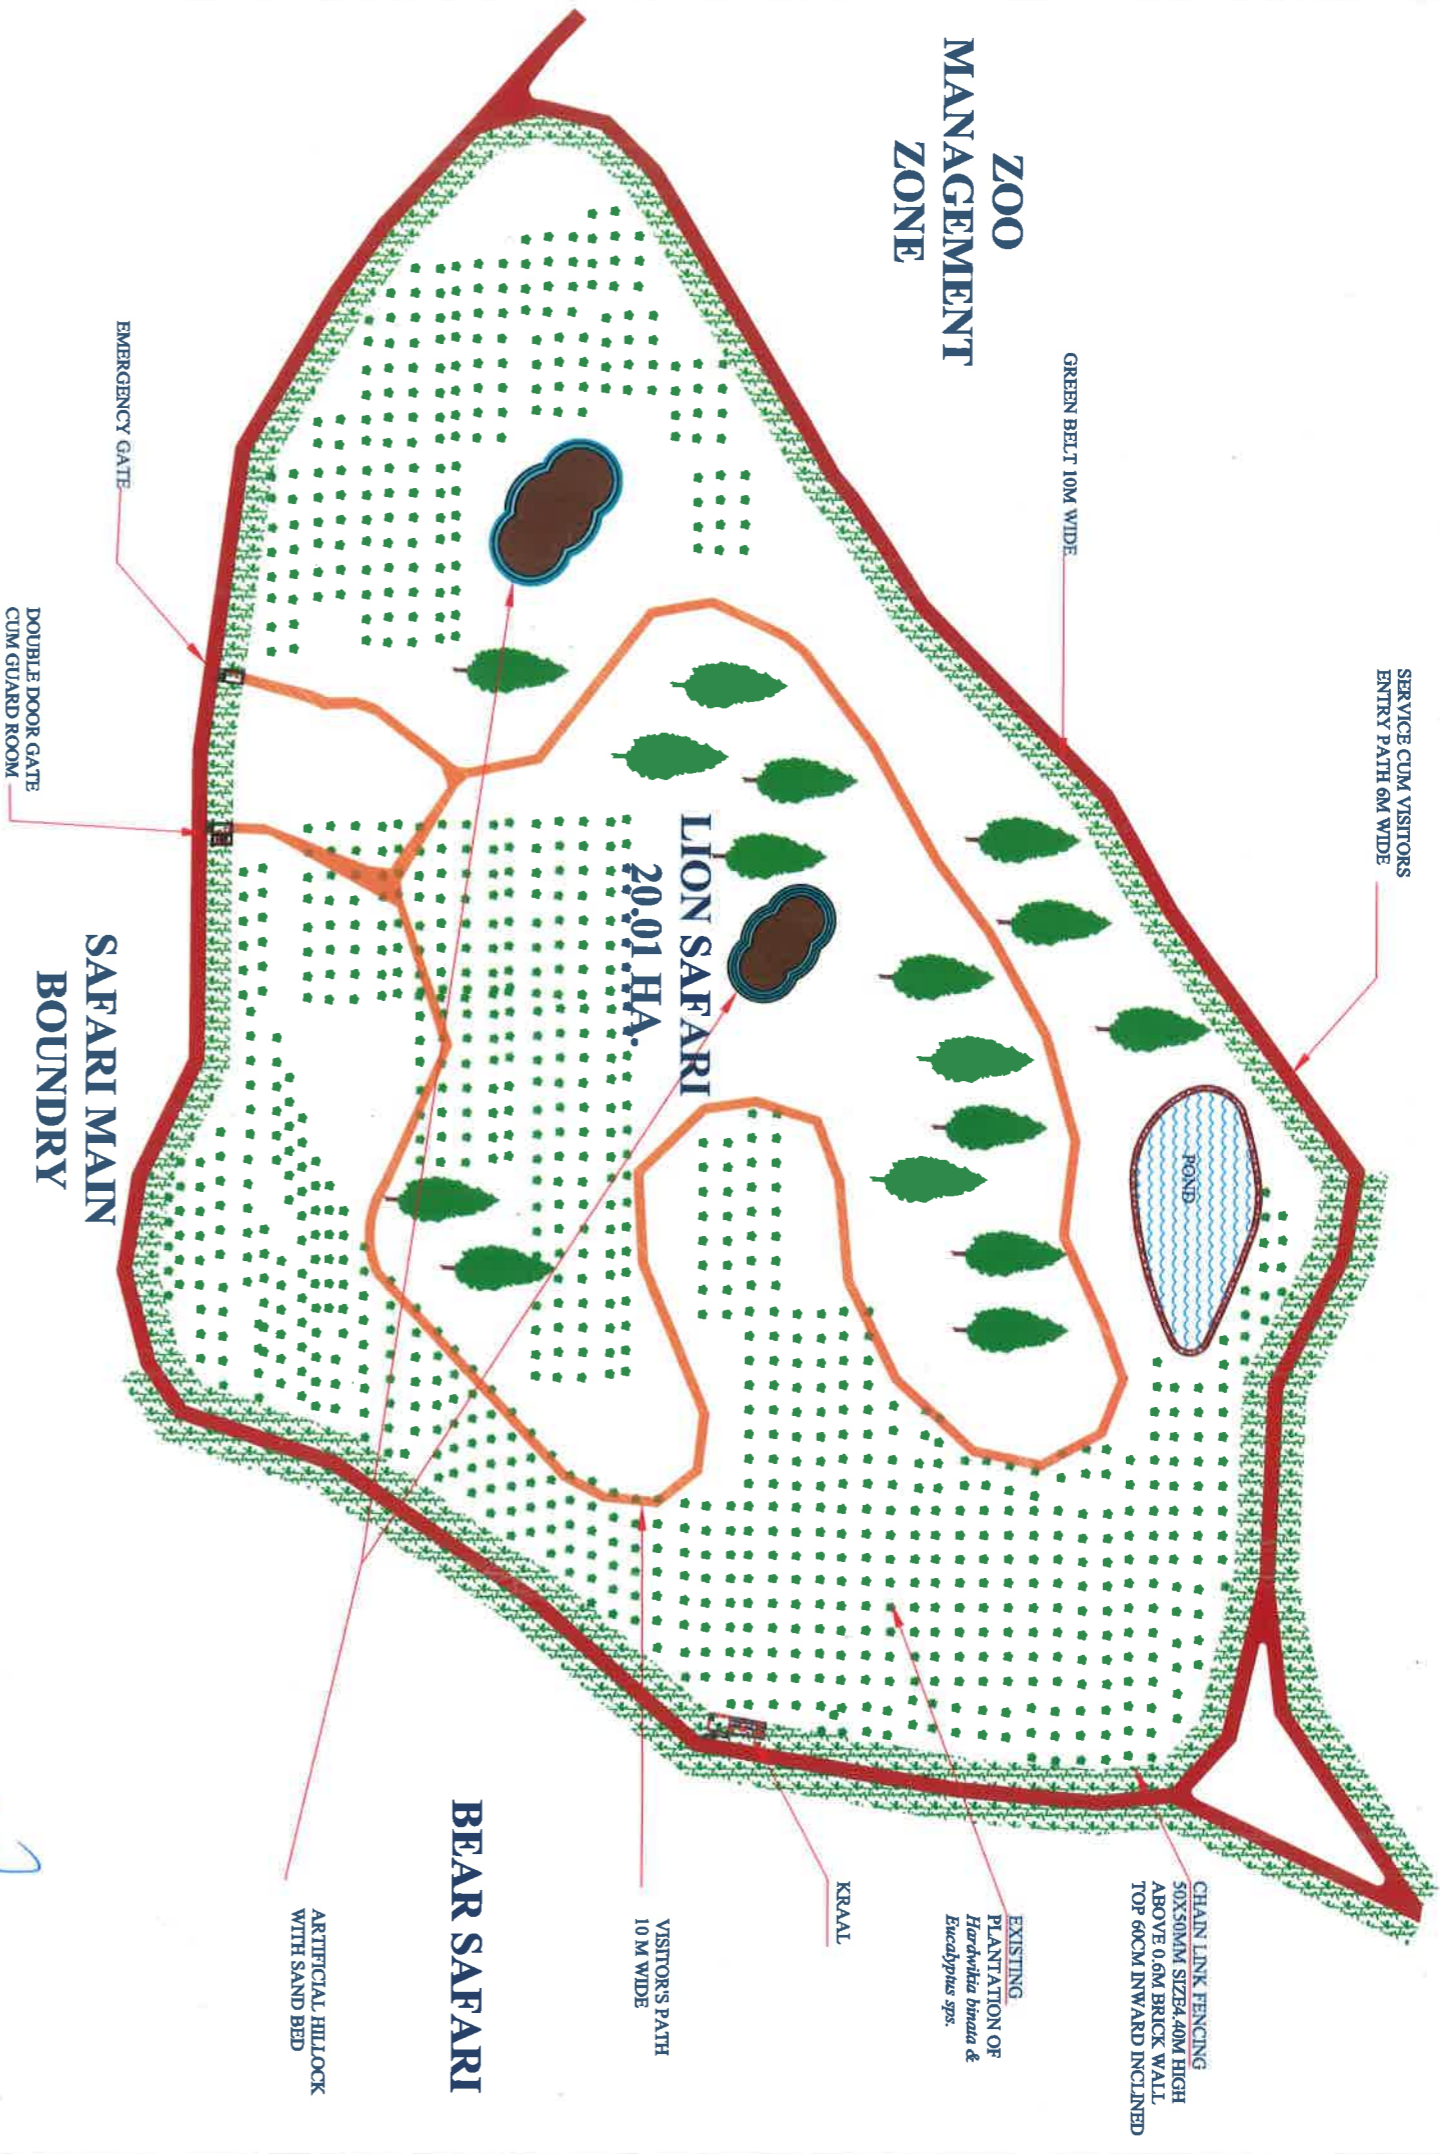 ZOO
MANAGEMENT
ZONE
GREEN BELT 10M WIDE
SERVICE CUM VISITORS
ENTRY PATH 6M WIDE
EMERGENCY GATE
DOUBLE DOOR GATE
CUM GUARD ROOM
LION SAFARI
20.01 HA.
POND
SAFARI MAIN
BOUNDRY
CHAIN LINK FENCING
50X50MM SIZE4.40M HIGH
ABOVE 0.6M BRICK WALL
TOP 60CM INWARD INCLINED
EXISTING
PLANTATION OF
Hardwikia binata &
Eucalyptus sps.
KRAAL
VISITOR'S PATH
10 M WIDE
BEAR SAFARI
ARTIFICIAL HILLOCK
WITH SAND BED